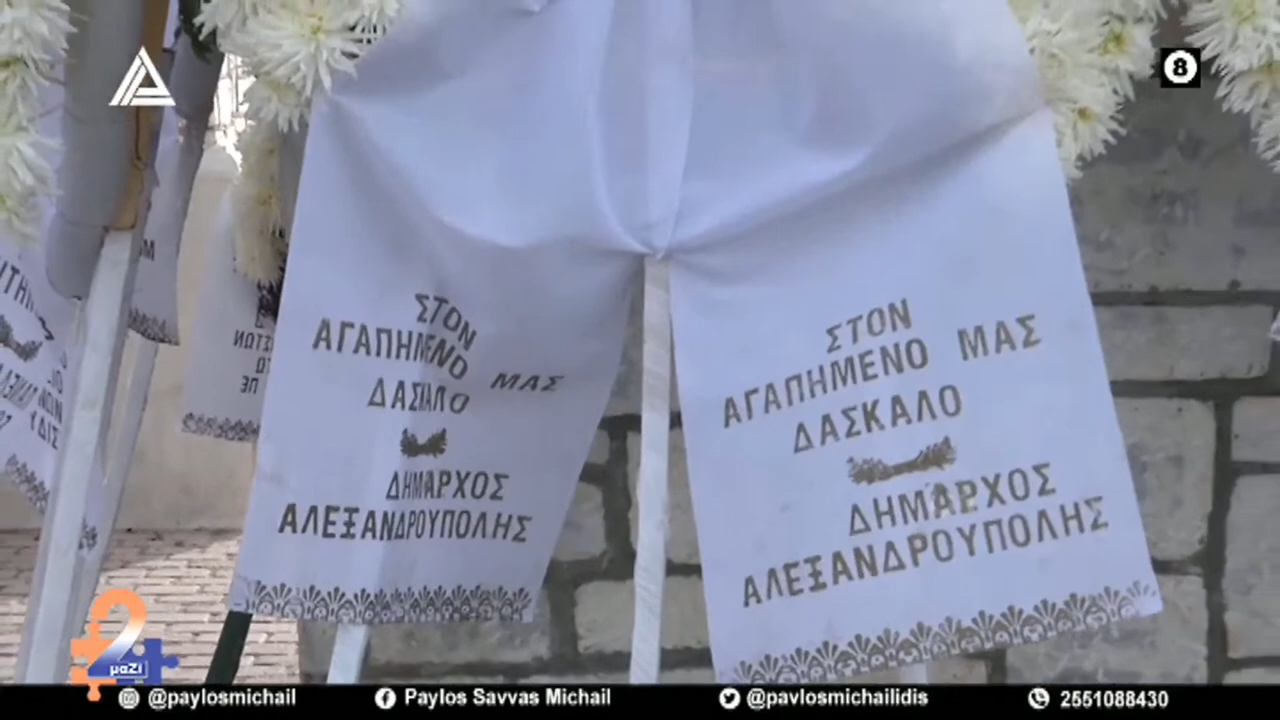 8
ΣΤΟΝ
ΑΓΑΠΗΜΕΝΟ ΜΑΣ
ΔΑΣΚΑΛΟ
ΔΗΜΑΡΧΟΣ
ΑΛΕΞΑΝΔΡΟΥΠΟΛΗΣ
ΣΤΟΝ
ΑΓΑΠΗΜΕΝΟ ΜΑΣ
ΔΑΣΚΑΛΟ
ΔΗΜΑΡΧΟΣ
ΑΛΕΞΑΝΔΡΟΥΠΟΛΗΣ
2
μαζί
@paylosmichail
Paylos Savvas Michail
@pavlosmichailidis
2551088430